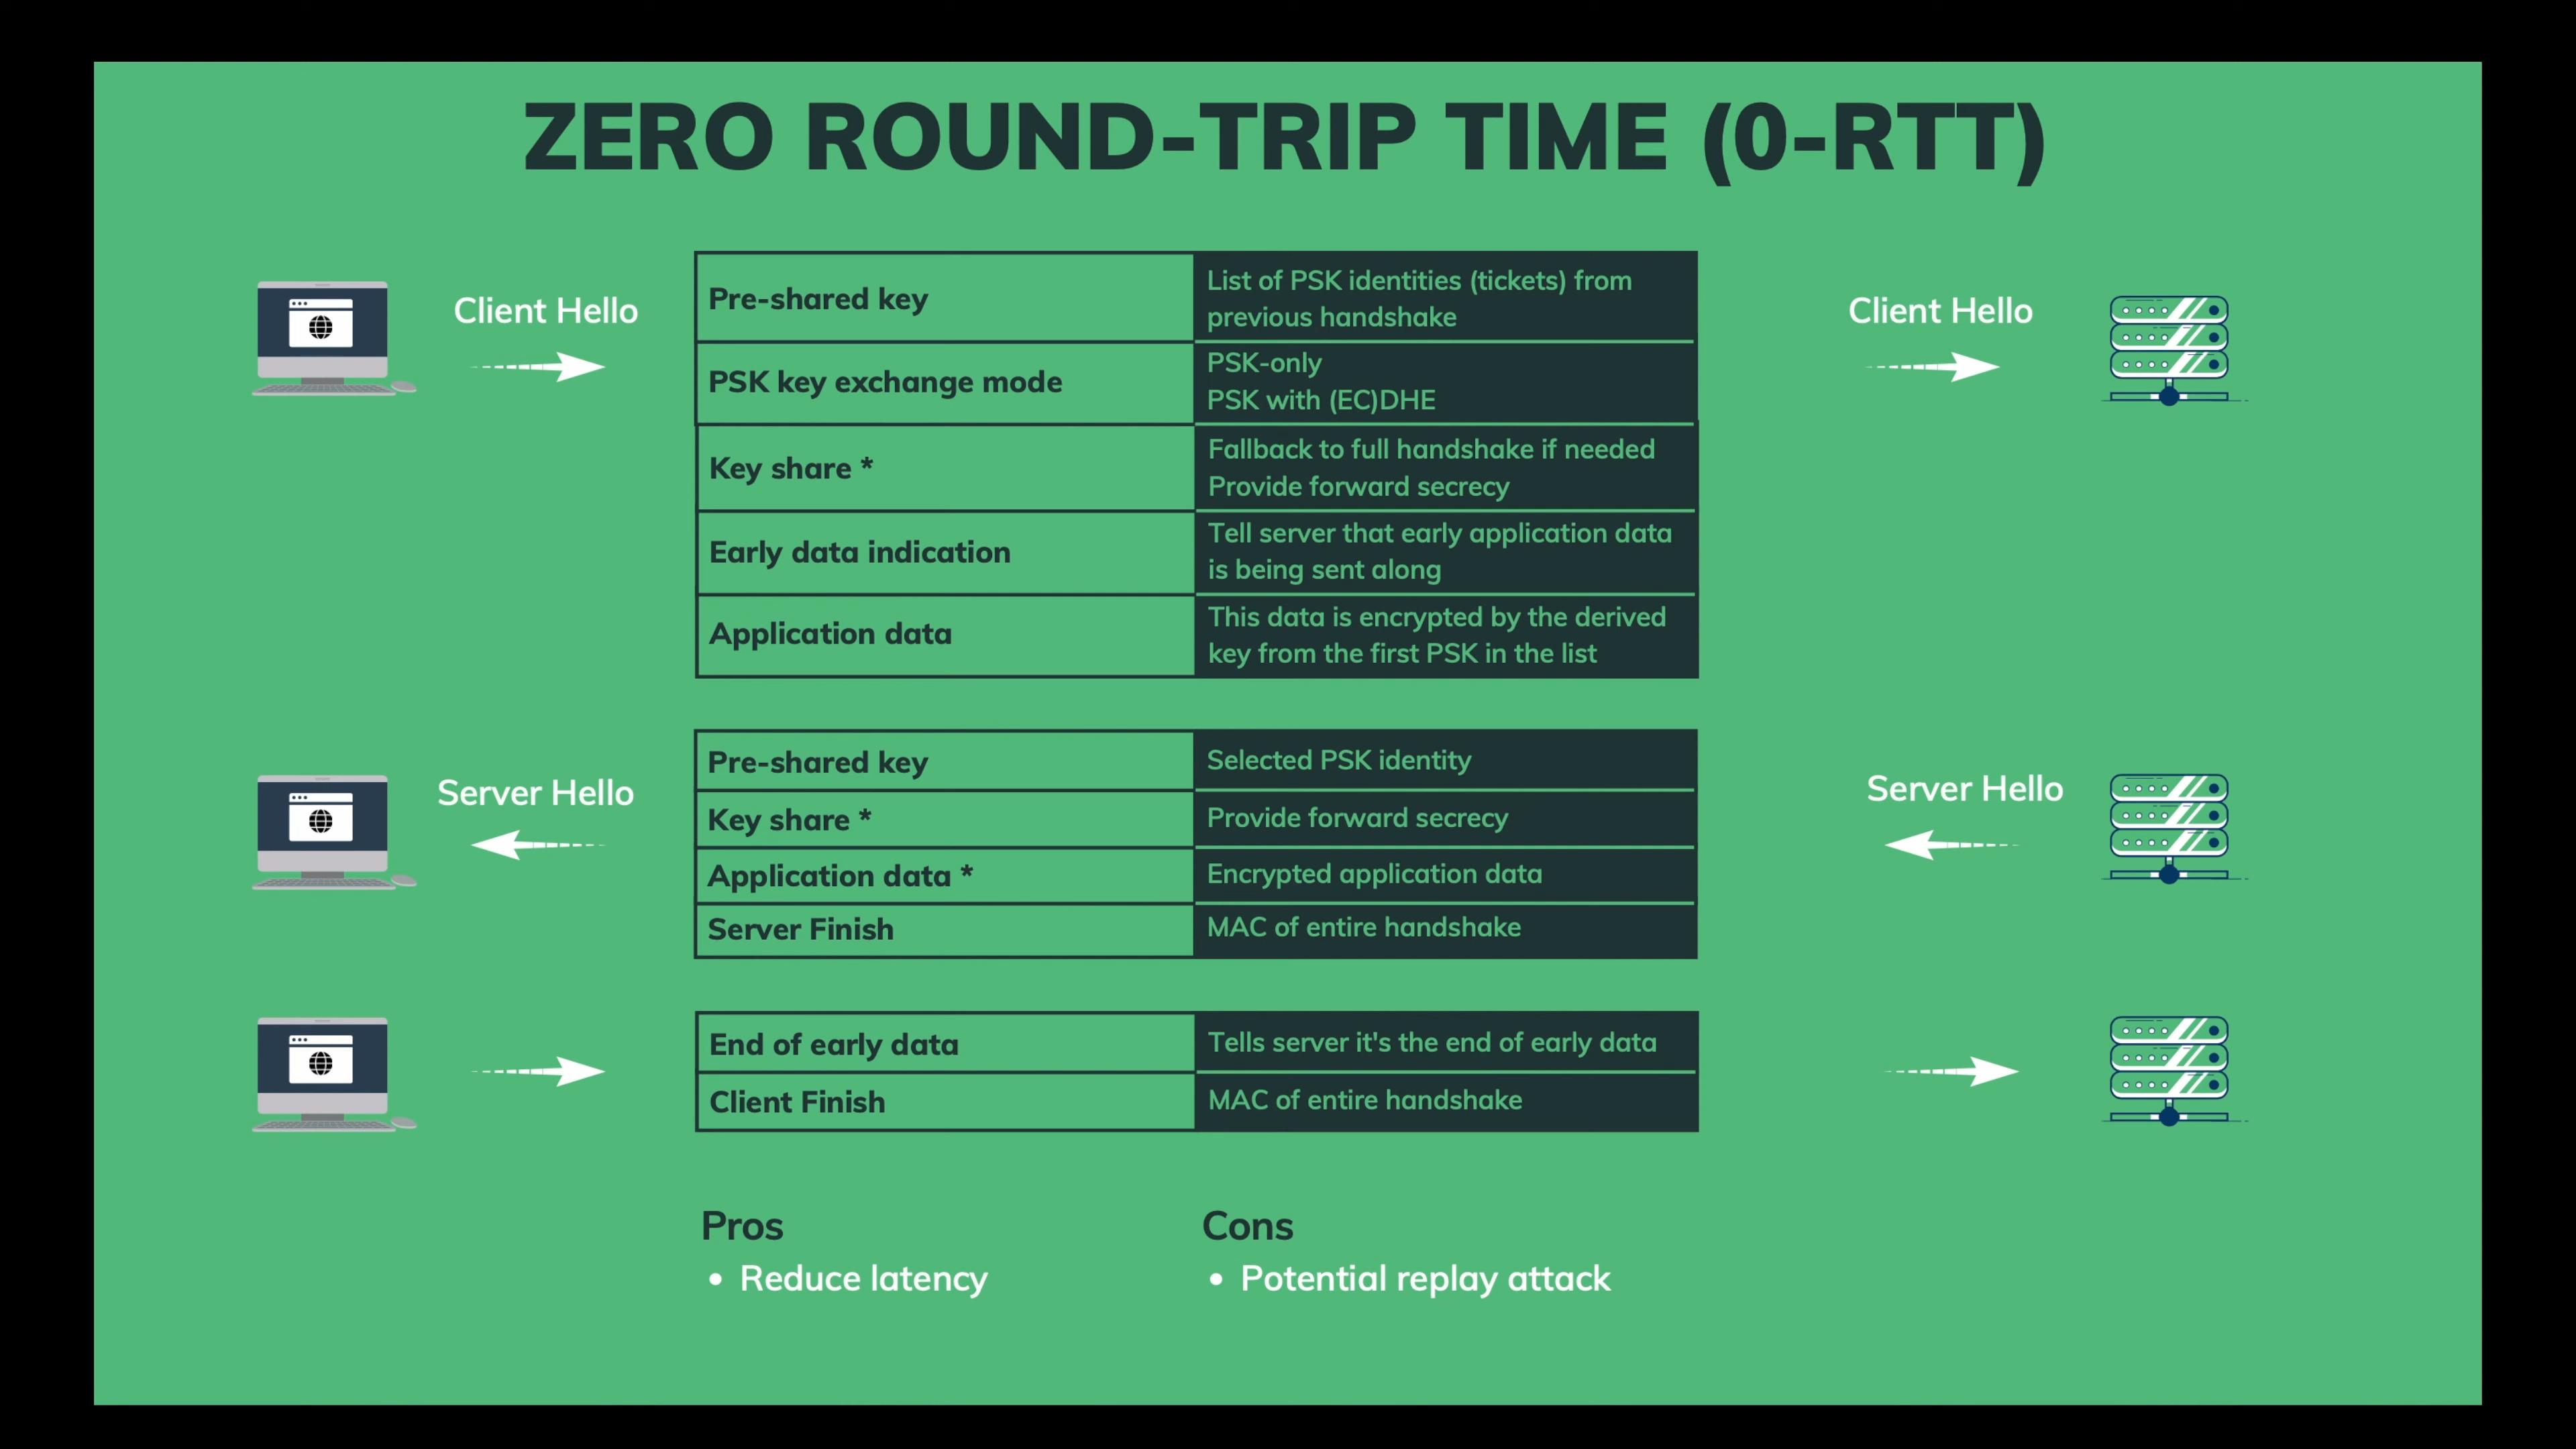 ZERO ROUND-TRIP TIME (0-RTT)
Client Hello
Pre-shared key
List of PSK identities (tickets) from
previous handshake
Client Hello
PSK key exchange mode
PSK-only
PSK with (EC)DHE
Key share *
Fallback to full handshake if needed
Provide forward secrecy
Early data indication
Tell server that early application data
is being sent along
Application data
This data is encrypted by the derived
key from the first PSK in the list
Server Hello
Pre-shared key
Selected PSK identity
Server Hello
Key share *
Provide forward secrecy
Application data *
Encrypted application data
Server Finish
MAC of entire handshake
End of early data
Tells server it's the end of early data
Client Finish
MAC of entire handshake
Pros
• Reduce latency
Cons
• Potential replay attack